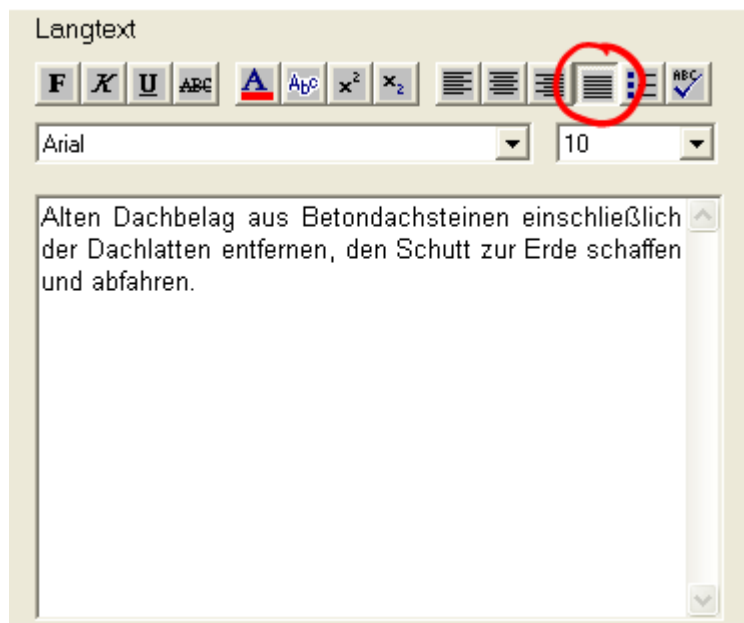 Langtext
F K U ABC A Abc x² x₂ ABC
Arial 10
Alten Dachbelag aus Betondachsteinen einschließlich
der Dachlatten entfernen, den Schutt zur Erde schaffen
und abfahren.